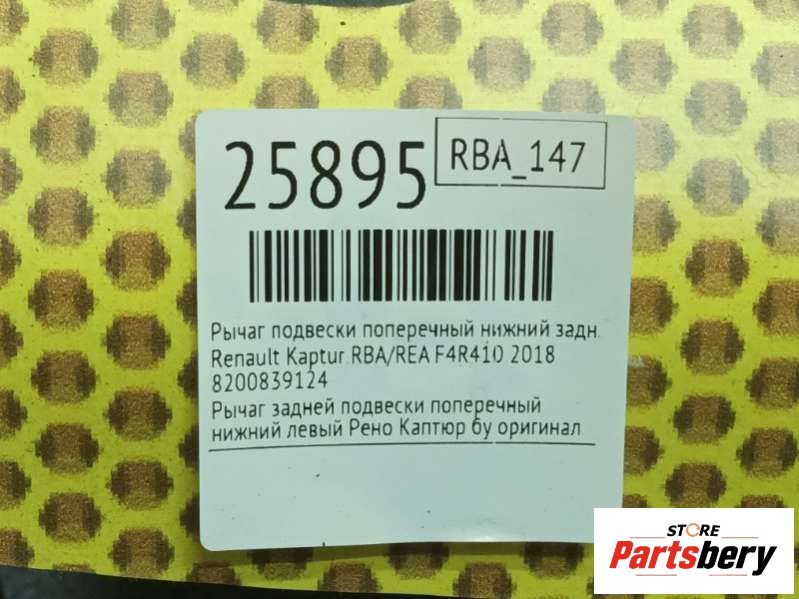 25895
RBA_147
Рычаг подвески поперечный нижний задн.
Renault Kaptur RBA/REA F4R410 2018
8200839124
Рычаг задней подвески поперечный
нижний левый Рено Каптюр бу оригинал
STORE
Partsbery